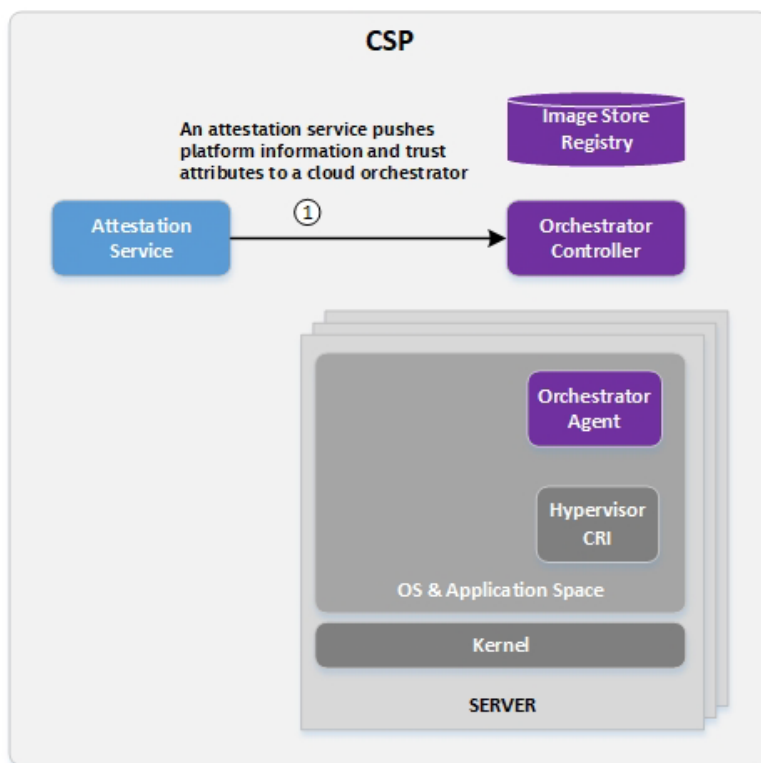 CSP
An attestation service pushes
platform information and trust
attributes to a cloud orchestrator
1
Image Store
Registry
Attestation
Service
Orchestrator
Controller
Orchestrator
Agent
Hypervisor
CRI
OS & Application Space
Kernel
SERVER